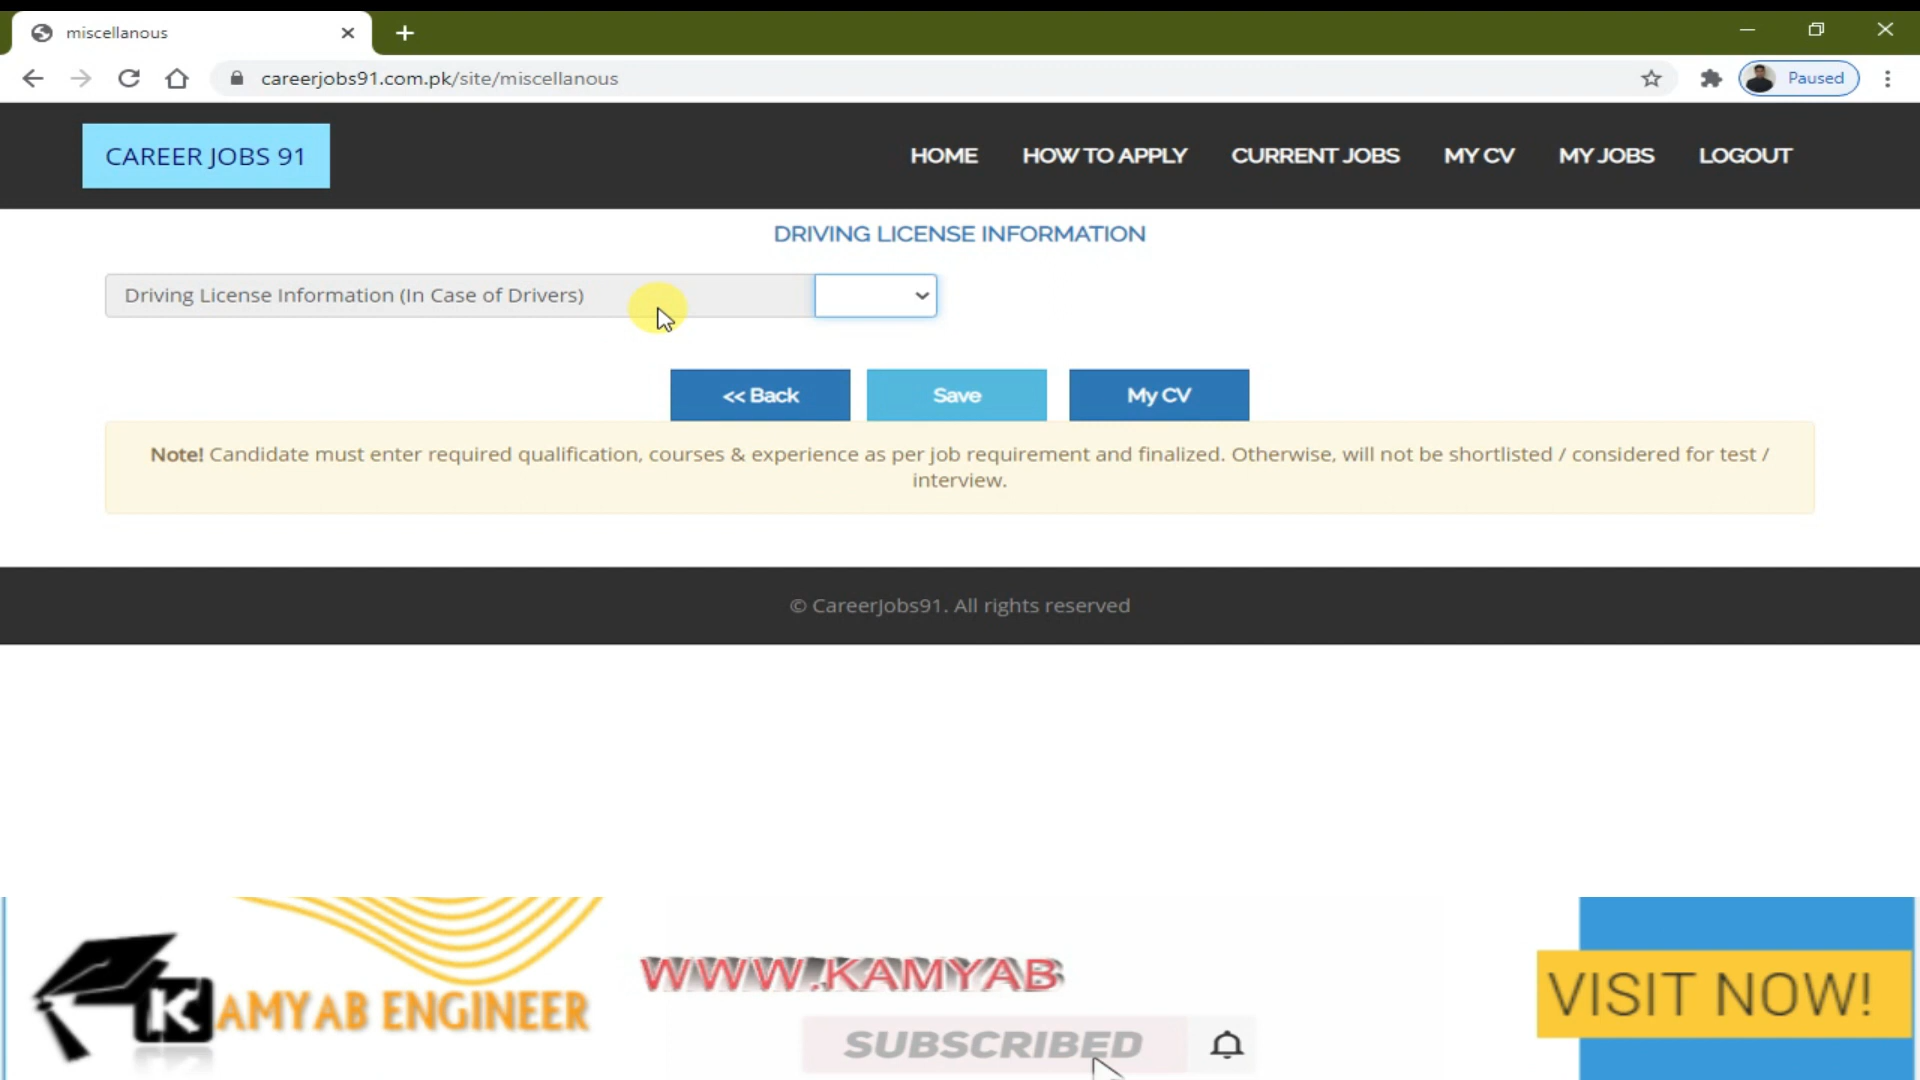 miscellanous
careerjobs91.com.pk/site/miscellanous
Paused
CAREER JOBS 91
HOME HOW TO APPLY CURRENT JOBS MY CV MY JOBS LOGOUT
DRIVING LICENSE INFORMATION
Driving License Information (In Case of Drivers)
<< Back Save My CV
Note! Candidate must enter required qualification, courses & experience as per job requirement and finalized. Otherwise, will not be shortlisted / considered for test /
interview.
© CareerJobs91. All rights reserved
KAMYAB ENGINEER
WWW.KAMYAB
VISIT NOW!
SUBSCRIBED